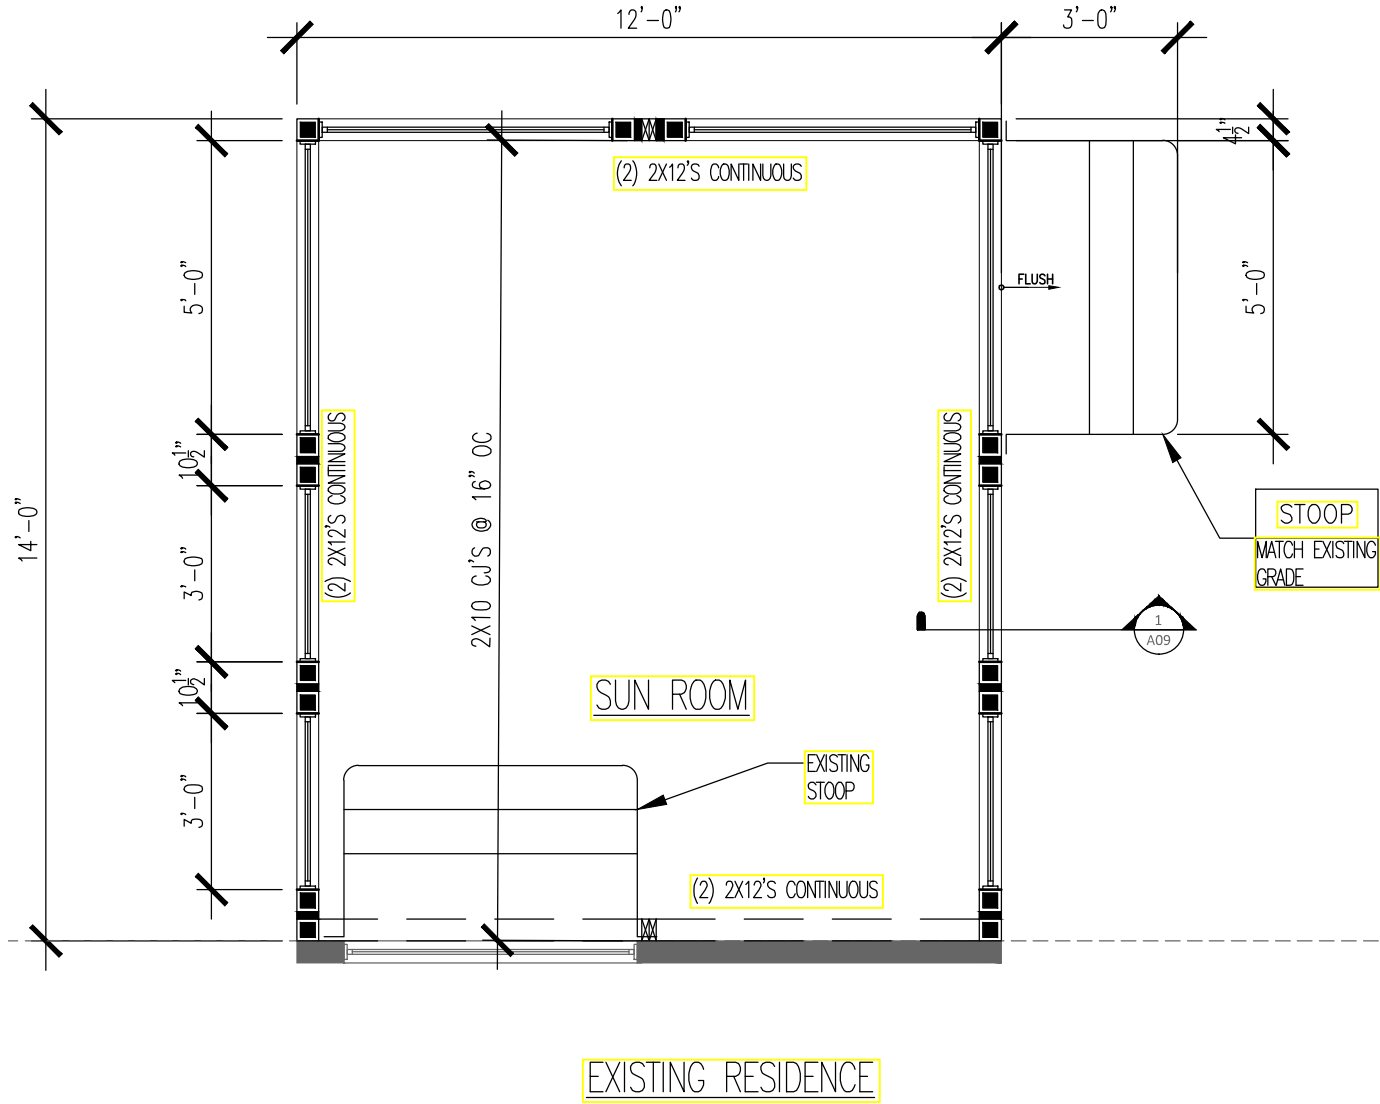 12'-0"
3'-0"
4 1/2"
(2) 2X12'S CONTINUOUS
5'-0"
FLUSH
5'-0"
10 1/2"
(2) 2X12'S CONTINUOUS
2X10 CJ'S @ 16" OC
(2) 2X12'S CONTINUOUS
14'-0"
STOOP
MATCH EXISTING
GRADE
3'-0"
1
A09
10 1/2"
SUN ROOM
EXISTING
STOOP
3'-0"
(2) 2X12'S CONTINUOUS
EXISTING RESIDENCE